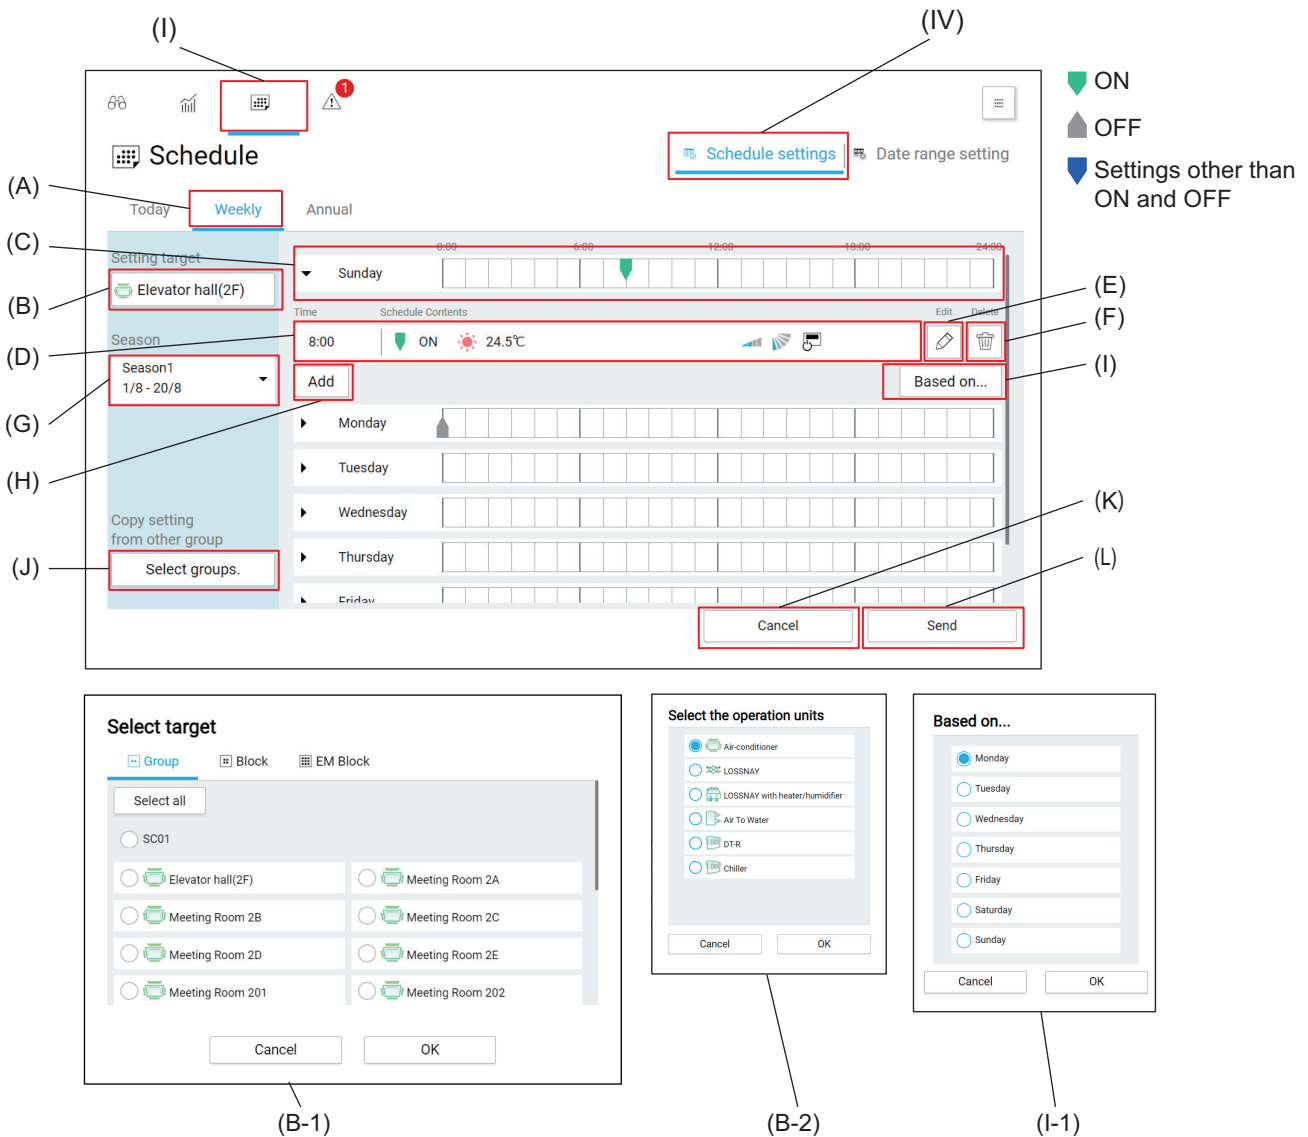 (I)
(IV)
1
ON
OFF
Settings other than
ON and OFF
Schedule
Schedule settings
Date range setting
(A)
Today
Weekly
Annual
(C)
0:00
6:00
12:00
18:00
24:00
Setting target
Sunday
(B)
Elevator hall(2F)
(E)
Time
Schedule Contents
Edit
Delete
(F)
(D)
Season
8:00
ON
24.5℃
Season1
1/8 - 20/8
Add
Based on...
(I)
(G)
Monday
(H)
Tuesday
Wednesday
(K)
Copy setting
from other group
Thursday
(J)
Select groups.
(L)
Friday
Cancel
Send
Select target
Group
Block
EM Block
Select all
SC01
Elevator hall(2F)
Meeting Room 2A
Meeting Room 2B
Meeting Room 2C
Meeting Room 2D
Meeting Room 2E
Meeting Room 201
Meeting Room 202
Cancel
OK
(B-1)
Select the operation units
Air-conditioner
LOSSNAY
LOSSNAY with heater/humidifier
Air To Water
DT-R
Chiller
Cancel
OK
(B-2)
Based on...
Monday
Tuesday
Wednesday
Thursday
Friday
Saturday
Sunday
Cancel
OK
(I-1)